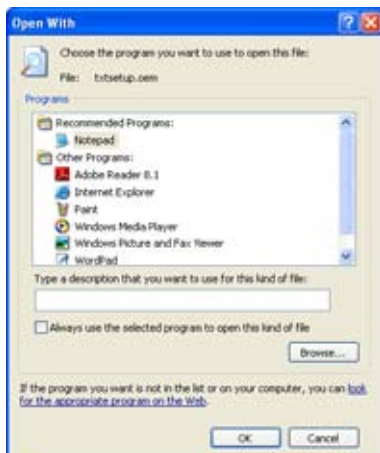 Open With
Choose the program you want to use to open this file:
File: txtsetup.oem
Programs
Recommended Programs:
Notepad
Other Programs:
Adobe Reader 8.1
Internet Explorer
Paint
Windows Media Player
Windows Picture and Fax Viewer
WordPad
Type a description that you want to use for this kind of file:
Always use the selected program to open this kind of file
Browse...
If the program you want is not in the list or on your computer, you can look
for the appropriate program on the Web.
OK
Cancel